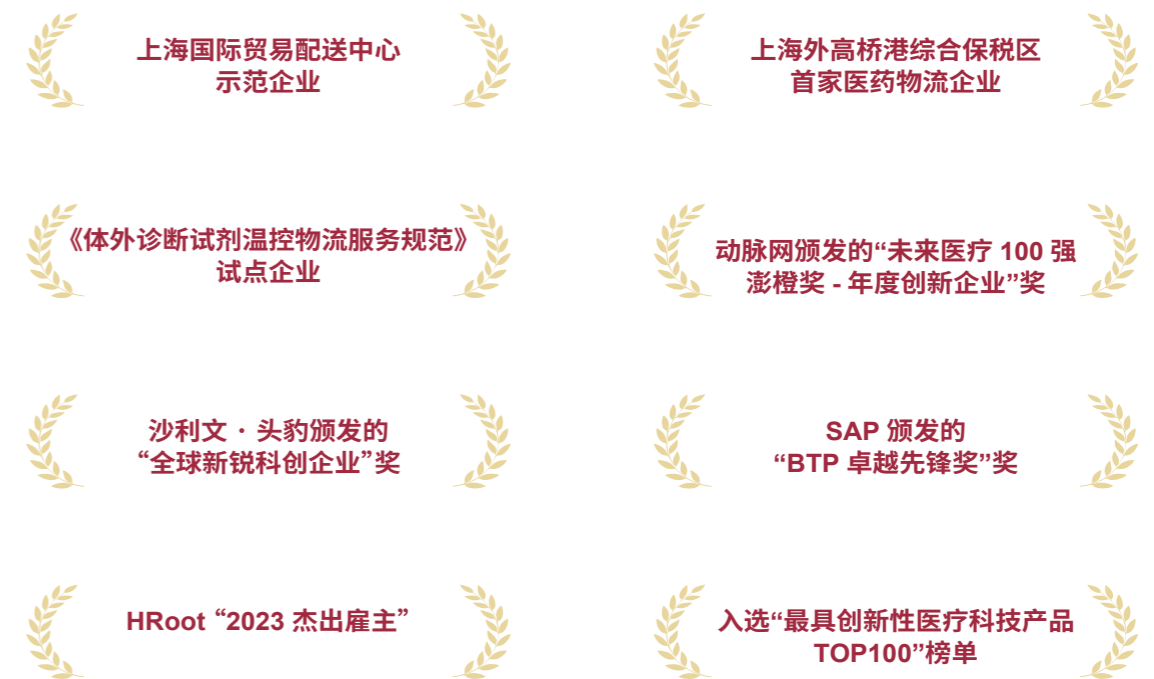 上海国际贸易配送中心
示范企业
上海外高桥港综合保税区
首家医药物流企业
《体外诊断试剂温控物流服务规范》
试点企业
动脉网颁发的“未来医疗 100 强
澎橙奖 - 年度创新企业”奖
沙利文 · 头豹颁发的
“全球新锐科创企业”奖
SAP 颁发的
“BTP 卓越先锋奖”奖
HRoot “2023 杰出雇主”
入选“最具创新性医疗科技产品
TOP100”榜单